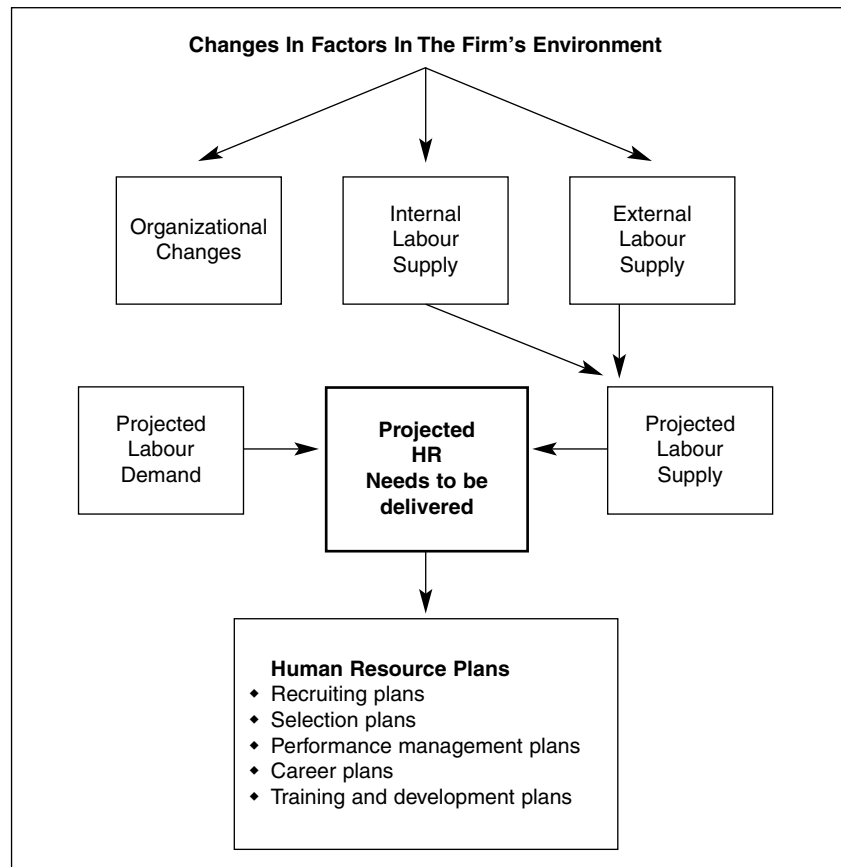 Changes In Factors In The Firm's Environment
Organizational
Changes
Internal
Labour
Supply
External
Labour
Supply
Projected
Labour
Demand
Projected
HR
Needs to be
delivered
Projected
Labour
Supply
Human Resource Plans
◆ Recruiting plans
◆ Selection plans
◆ Performance management plans
◆ Career plans
◆ Training and development plans